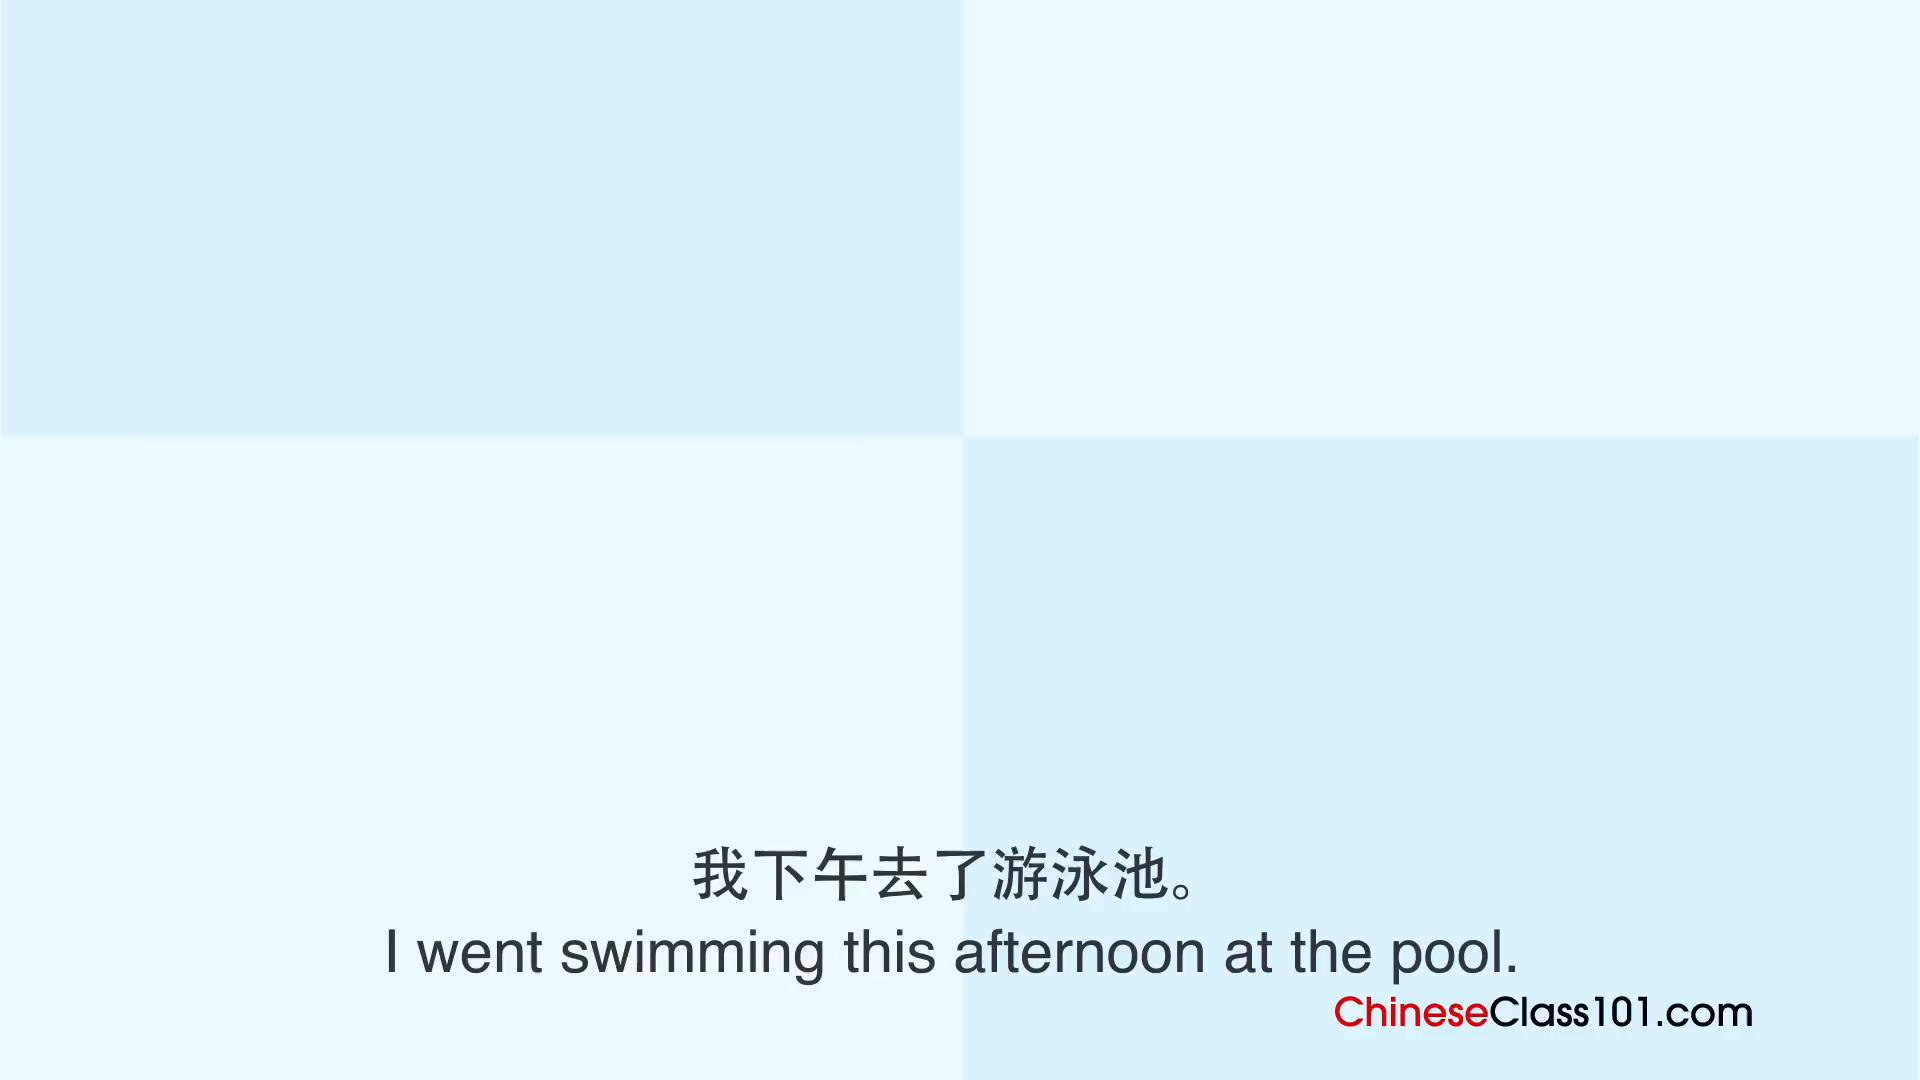 我下午去了游泳池。
I went swimming this afternoon at the pool.
ChineseClass101.com